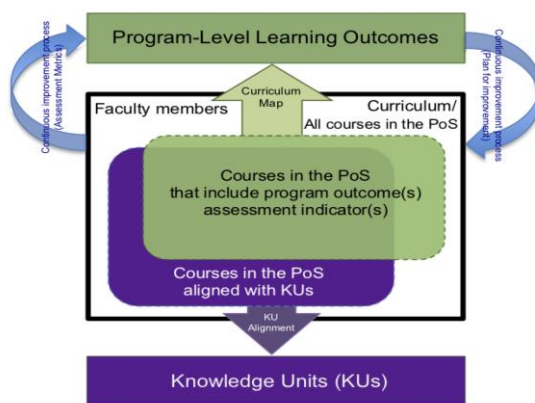 Program-Level Learning Outcomes
Continuous improvement process
(Assessment Metrics)
Continuous improvement process
(Plan for improvement)
Curriculum
Map
Faculty members
Curriculum/
All courses in the PoS
Courses in the PoS
that include program outcome(s)
assessment indicator(s)
Courses in the PoS
aligned with KUs
KU
Alignment
Knowledge Units (KUs)